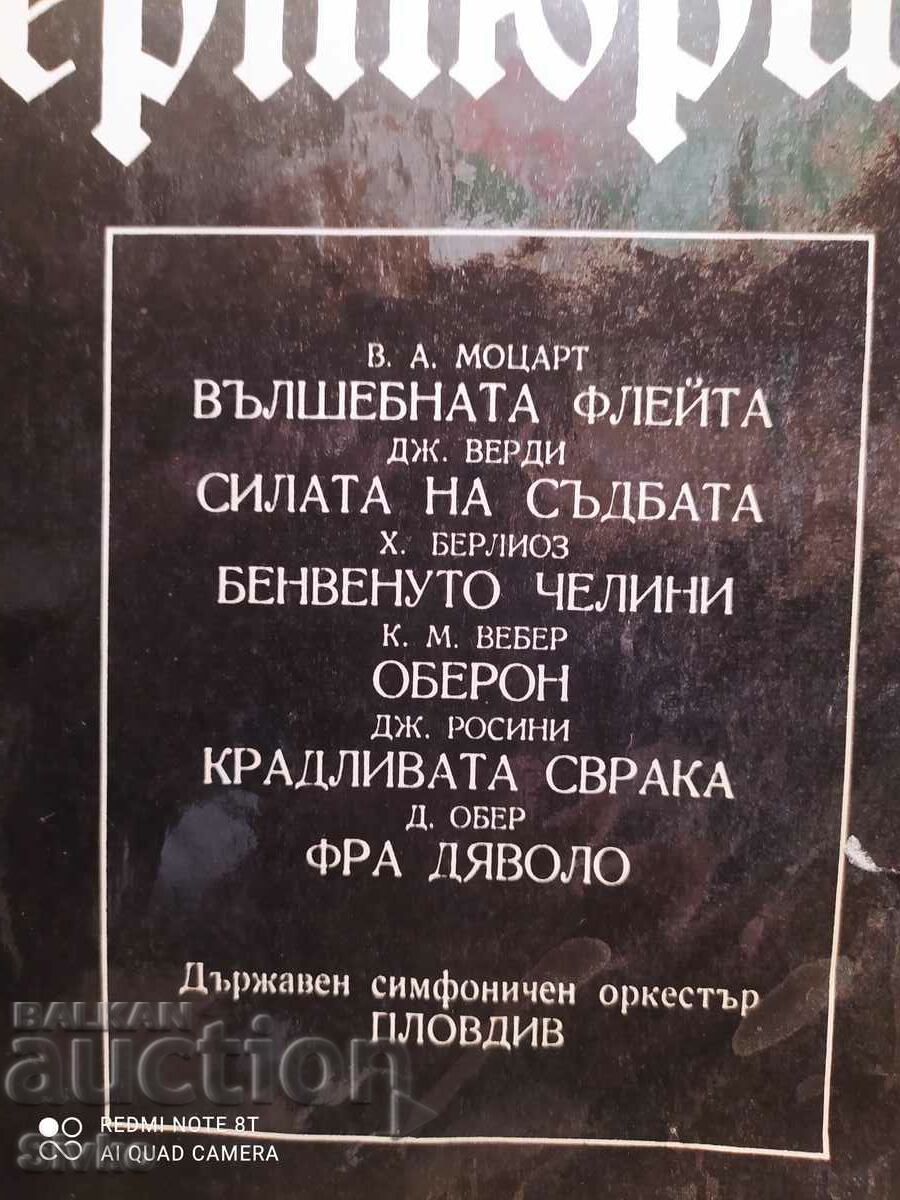 ертюри
В. А. МОЦАРТ
ВЪЛШЕБНАТА ФЛЕЙТА
ДЖ. ВЕРДИ
СИЛАТА НА СЪДБАТА
Х. БЕРЛИОЗ
БЕНВЕНУТО ЧЕЛИНИ
К. М. ВЕБЕР
ОБЕРОН
ДЖ. РОСИНИ
КРАДЛИВАТА СВРАКА
Д. ОБЕР
ФРА ДЯВОЛО
Държавен симфоничен оркестър
ПЛОВДИВ
BALKAN
auction
REDMI NOTE 8T
AI QUAD CAMERA